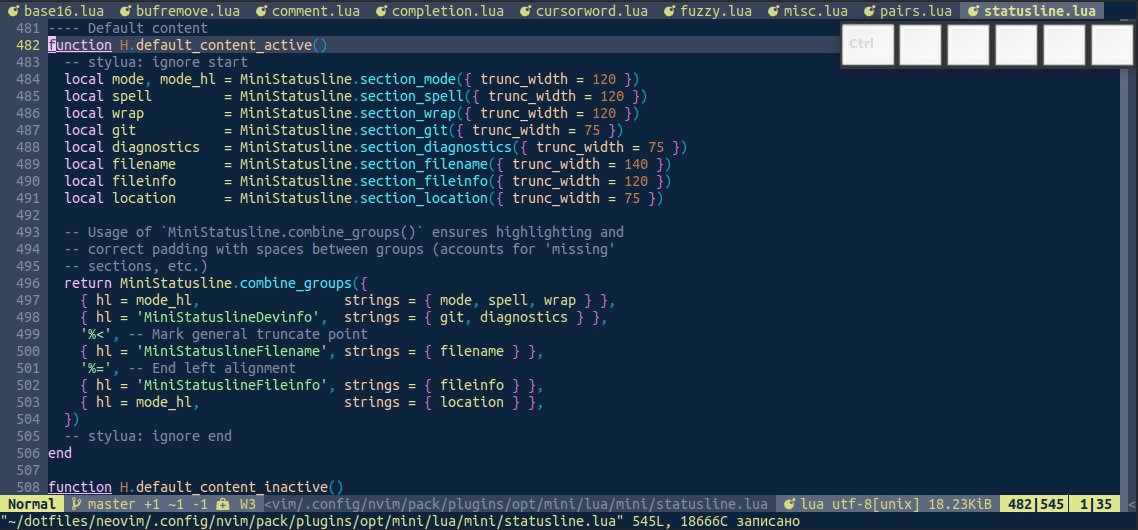 base16.lua bufremove.lua comment.lua completion.lua cursorword.lua fuzzy.lua misc.lua pairs.lua statusline.lua
Ctrl
481 ---- Default content
482 function H.default_content_active()
483   -- stylua: ignore start
484   local mode, mode_hl = MiniStatusline.section_mode({ trunc_width = 120 })
485   local spell         = MiniStatusline.section_spell({ trunc_width = 120 })
486   local wrap          = MiniStatusline.section_wrap({ trunc_width = 120 })
487   local git           = MiniStatusline.section_git({ trunc_width = 75 })
488   local diagnostics   = MiniStatusline.section_diagnostics({ trunc_width = 75 })
489   local filename      = MiniStatusline.section_filename({ trunc_width = 140 })
490   local fileinfo      = MiniStatusline.section_fileinfo({ trunc_width = 120 })
491   local location      = MiniStatusline.section_location({ trunc_width = 75 })
492
493   -- Usage of `MiniStatusline.combine_groups()` ensures highlighting and
494   -- correct padding with spaces between groups (accounts for 'missing'
495   -- sections, etc.)
496   return MiniStatusline.combine_groups({
497     { hl = mode_hl,                  strings = { mode, spell, wrap } },
498     { hl = 'MiniStatuslineDevinfo',  strings = { git, diagnostics } },
499     '%<', -- Mark general truncate point
500     { hl = 'MiniStatuslineFilename', strings = { filename } },
501     '%=', -- End left alignment
502     { hl = 'MiniStatuslineFileinfo', strings = { fileinfo } },
503     { hl = mode_hl,                  strings = { location } },
504   })
505   -- stylua: ignore end
506 end
507
508 function H.default_content_inactive()
Normal master +1 ~1 -1 W3 <vim/.config/nvim/pack/plugins/opt/mini/lua/mini/statusline.lua lua utf-8[unix] 18.23KiB 482|545 1|35
"~/dotfiles/neovim/.config/nvim/pack/plugins/opt/mini/lua/mini/statusline.lua" 545L, 18666C записано